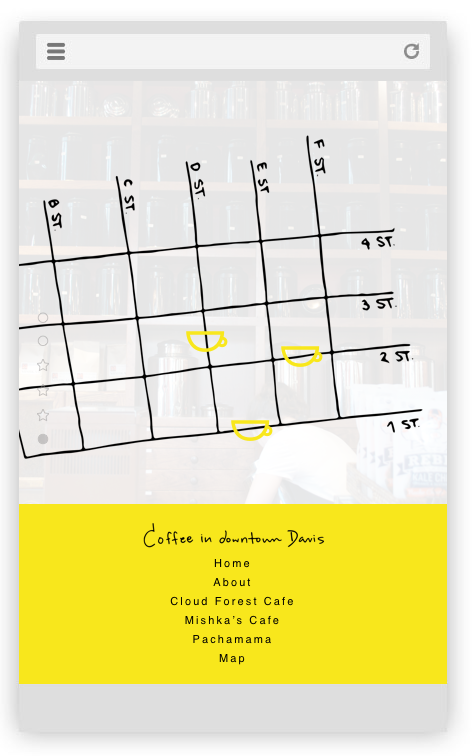 B ST.
C ST.
D ST.
E ST
F ST.
4 ST.
3 ST.
2 ST.
1 ST.
Coffee in downtown Davis
Home
About
Cloud Forest Cafe
Mishka's Cafe
Pachamama
Map